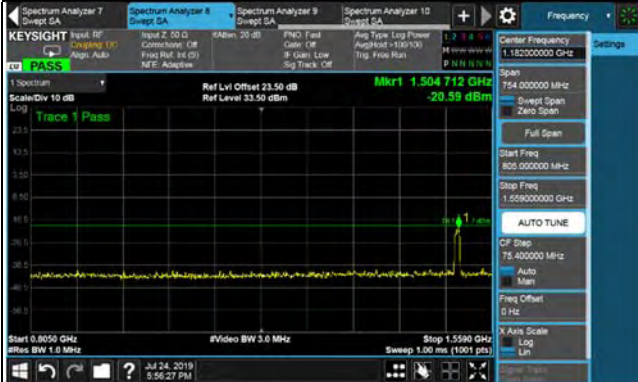 Spectrum Analyzer 7
Swept SA
Spectrum Analyzer 8
Swept SA
Spectrum Analyzer 9
Swept SA
Spectrum Analyzer 10
Swept SA
Frequency
Settings
KEYSIGHT
Input: RF
Coupling: DC
Align: Auto
Input Z: 50 Ω
Corrections: Off
Freq Ref: Int (S)
NFE: Adaptive
#Atten: 20 dB
PNO: Fast
Gate: Off
IF Gain: Low
Sig Track: Off
Avg Type: Log Power
Avg|Hold:>100/100
Trig: Free Run
1 2 3 4 5 6
M W W W W W
P N N N N N
PASS
1 Spectrum
Scale/Div 10 dB
Ref Lvl Offset 23.50 dB
Ref Level 33.50 dBm
Mkr1 1.504 712 GHz
-20.59 dBm
Log
Trace 1 Pass
23.5
13.5
3.50
-6.50
-16.5
-26.5
-36.5
-46.5
-56.5
1
Start 0.8050 GHz
#Res BW 1.0 MHz
#Video BW 3.0 MHz
Stop 1.5590 GHz
Sweep 1.00 ms (1001 pts)
Center Frequency
1.182000000 GHz
Span
754.000000 MHz
Swept Span
Zero Span
Full Span
Start Freq
805.000000 MHz
Stop Freq
1.559000000 GHz
AUTO TUNE
CF Step
75.400000 MHz
Auto
Man
Freq Offset
0 Hz
X Axis Scale
Log
Lin
Signal Track
?
Jul 24, 2019
5:56:27 PM